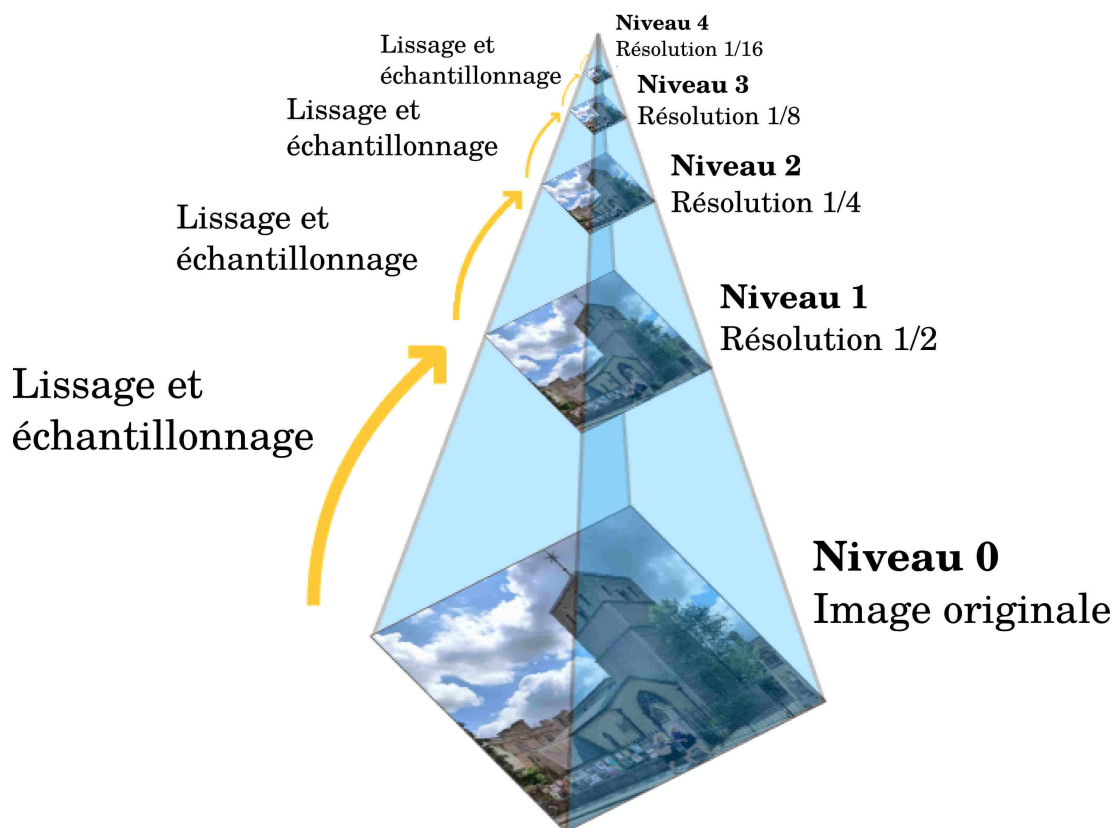 Niveau 4
Résolution 1/16
Lissage et
échantillonnage
Niveau 3
Résolution 1/8
Lissage et
échantillonnage
Niveau 2
Résolution 1/4
Lissage et
échantillonnage
Niveau 1
Résolution 1/2
Lissage et
échantillonnage
Niveau 0
Image originale